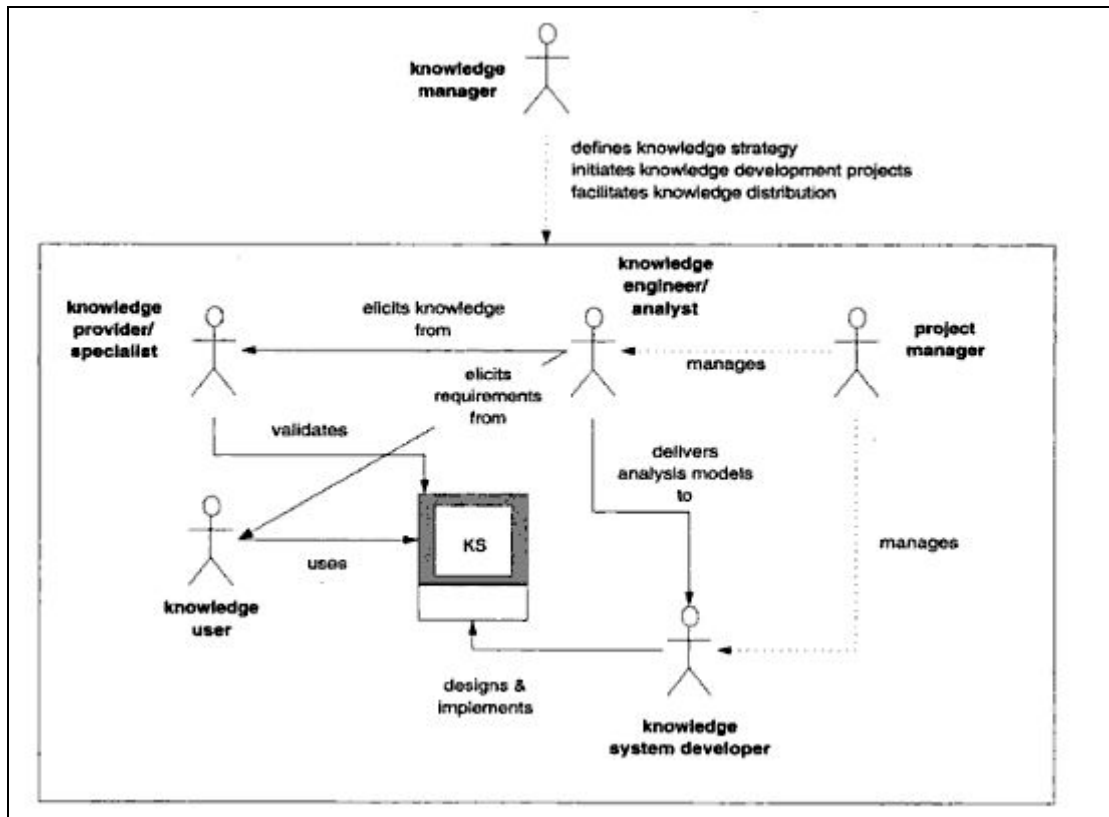 knowledge
manager
defines knowledge strategy
initiates knowledge development projects
facilitates knowledge distribution
knowledge
provider/
specialist
elicits knowledge
from
knowledge
engineer/
analyst
project
manager
manages
elicits
requirements
from
validates
delivers
analysis models
to
KS
uses
manages
knowledge
user
designs &
implements
knowledge
system developer